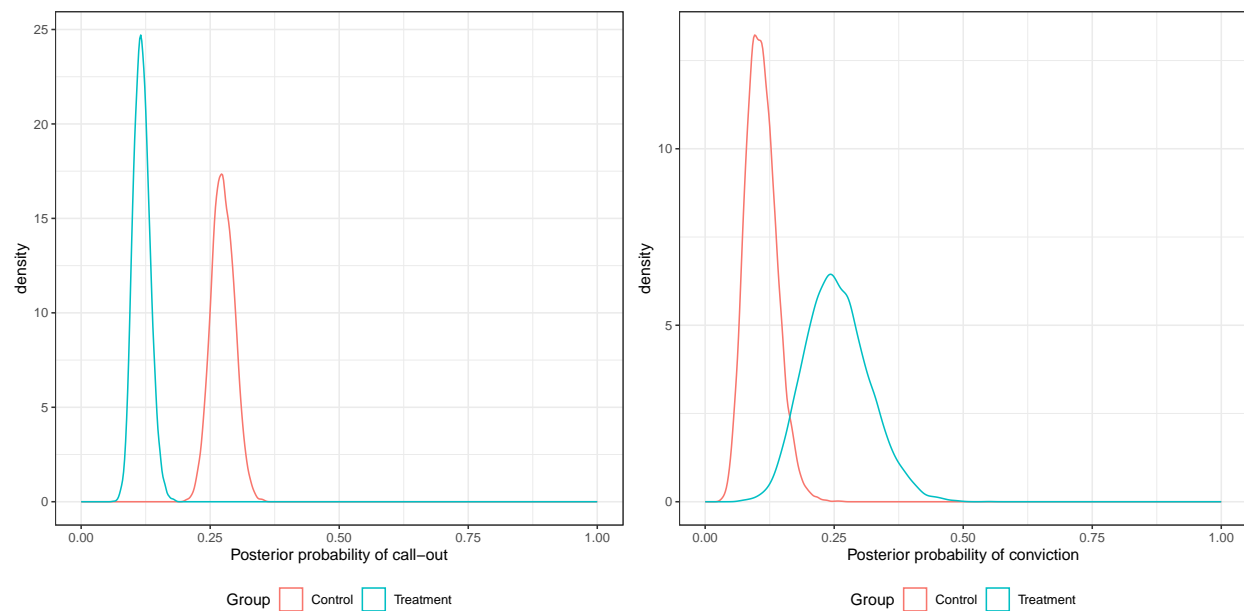 25
20
15
10
5
0
density
0.00 0.25 0.50 0.75 1.00
Posterior probability of call−out
Group Control Treatment
10
5
0
density
0.00 0.25 0.50 0.75 1.00
Posterior probability of conviction
Group Control Treatment